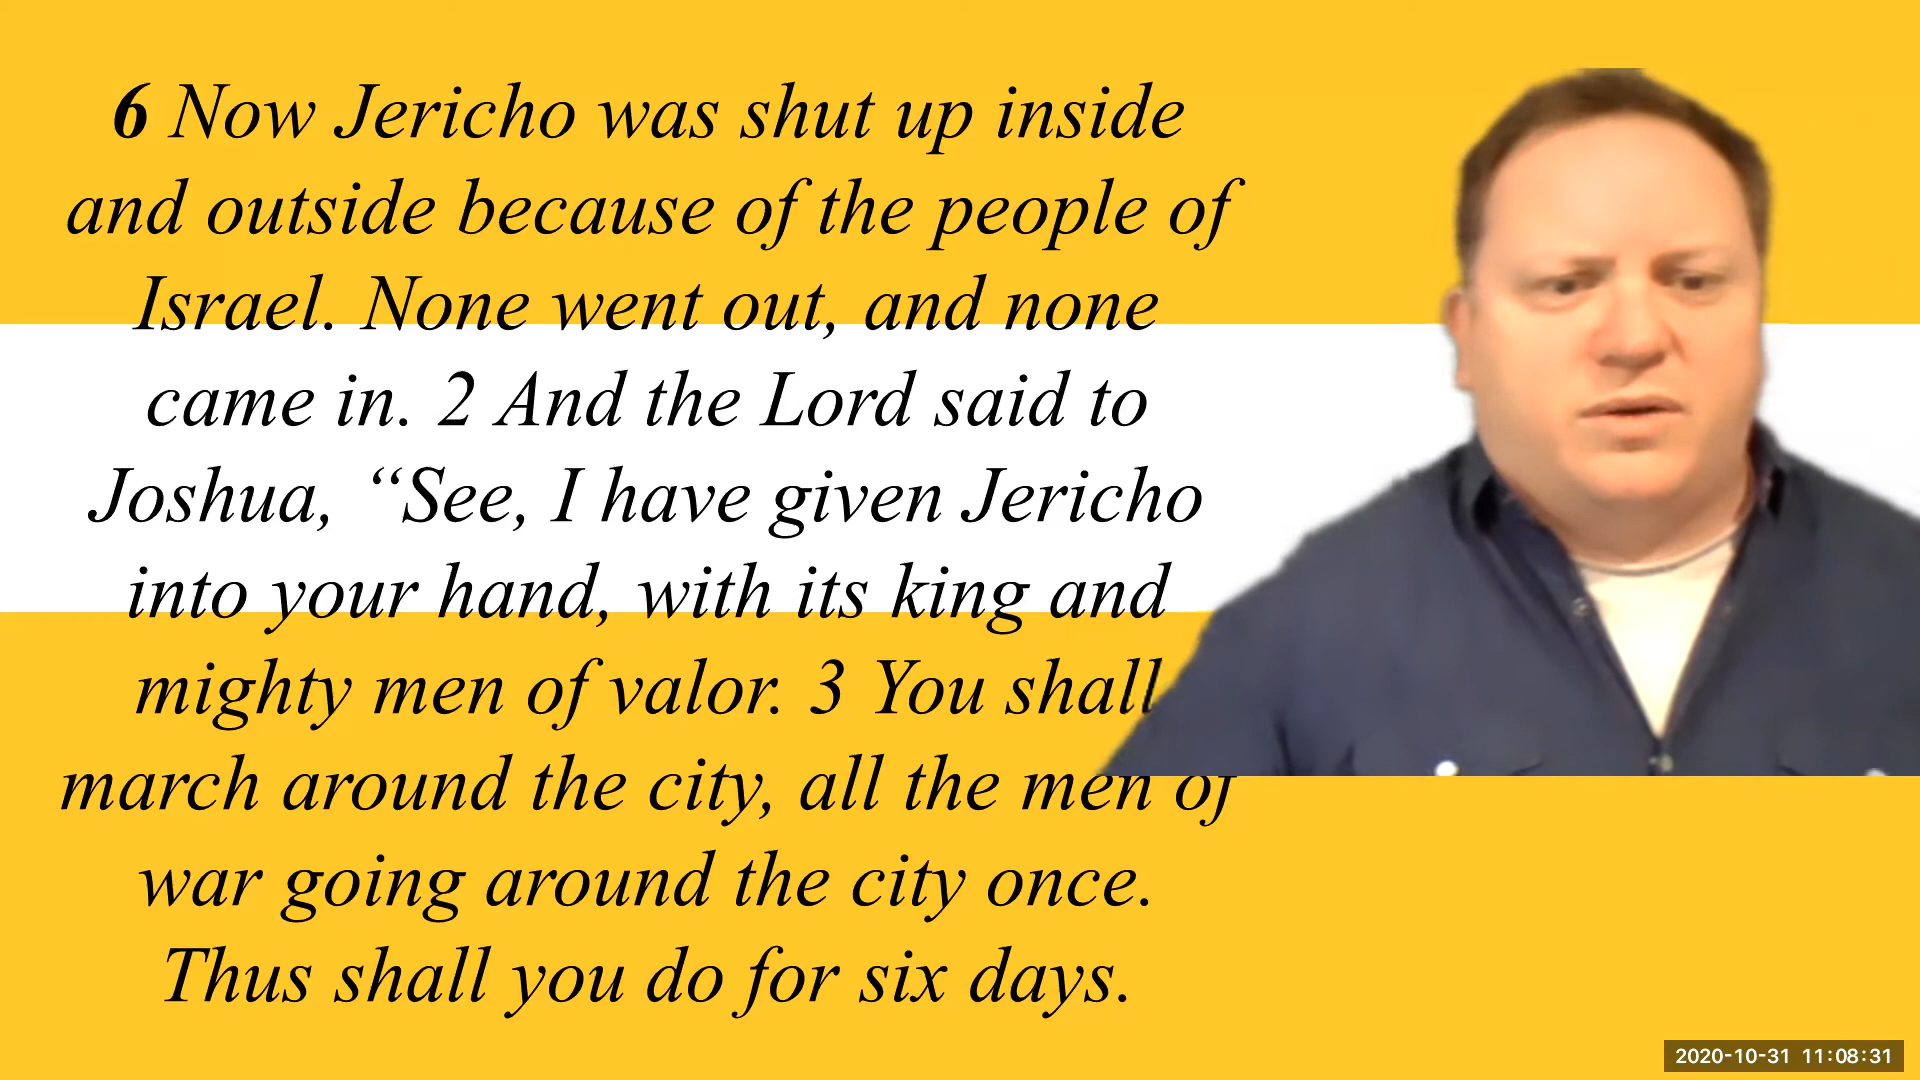 6 Now Jericho was shut up inside
and outside because of the people of
Israel. None went out, and none
came in. 2 And the Lord said to
Joshua, “See, I have given Jericho
into your hand, with its king and
mighty men of valor. 3 You shall
march around the city, all the men of
war going around the city once.
Thus shall you do for six days.
2020-10-31 11:08:31